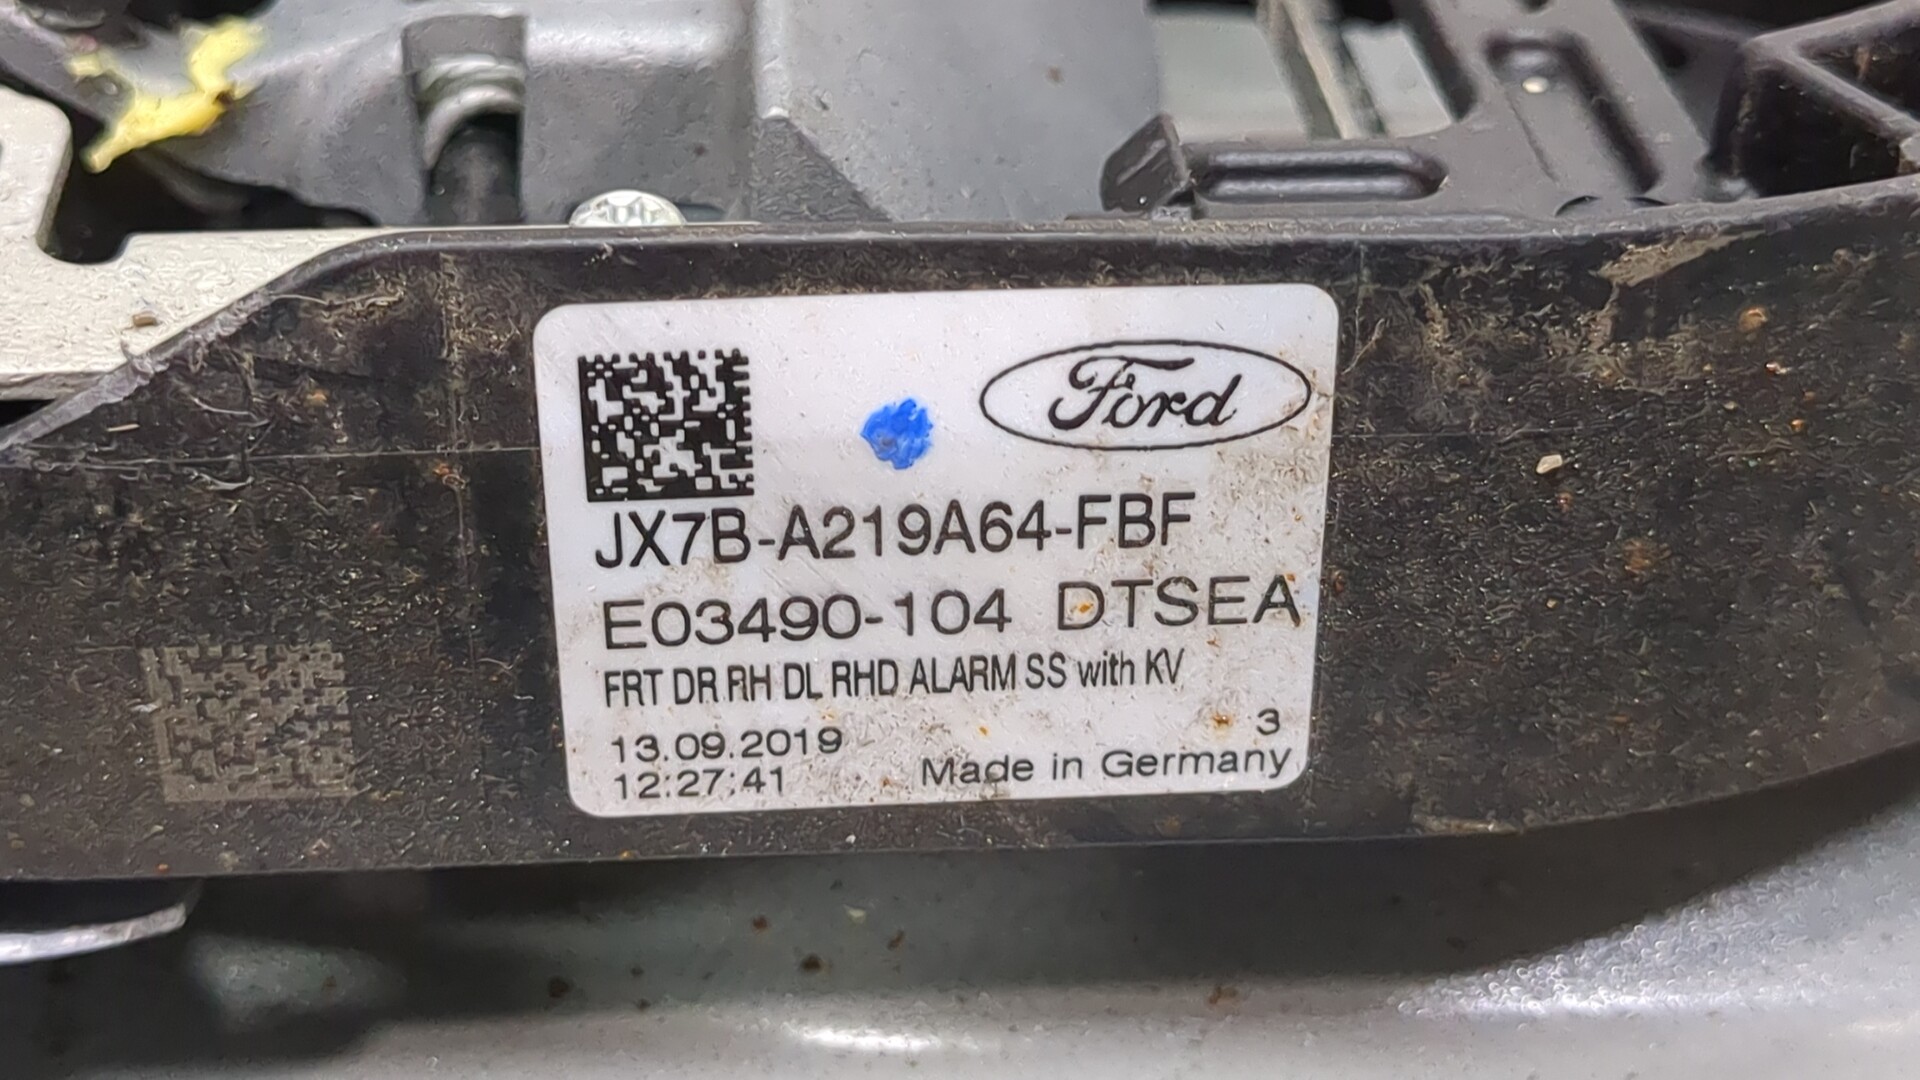 Ford
JX7B-A219A64-FBF
E03490-104 DTSEA
FRT DR RH DL RHD ALARM SS with KV
3
13.09.2019
12:27:41 Made in Germany